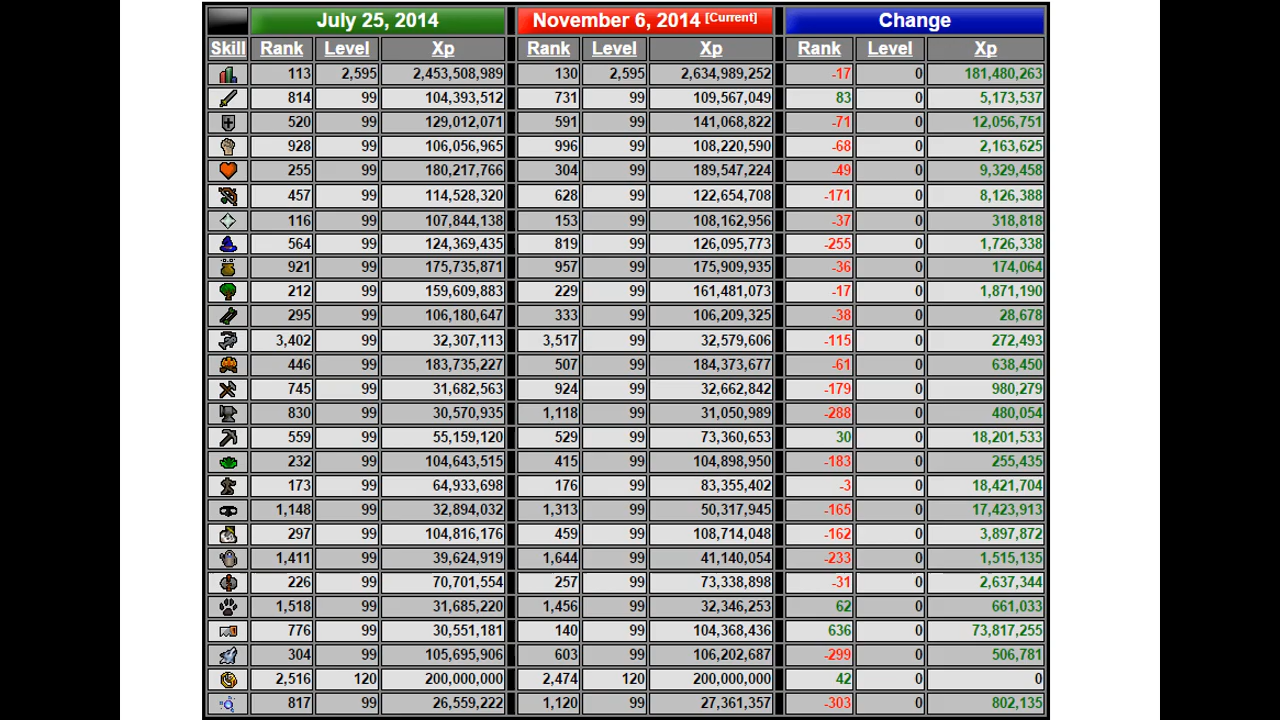 July 25, 2014 November 6, 2014 [Current] Change
Skill Rank Level Xp Rank Level Xp Rank Level Xp
113 2,595 2,453,508,989 130 2,595 2,634,989,252 -17 0 181,480,263
814 99 104,393,512 731 99 109,567,049 83 0 5,173,537
520 99 129,012,071 591 99 141,068,822 -71 0 12,056,751
928 99 106,056,965 996 99 108,220,590 -68 0 2,163,625
255 99 180,217,766 304 99 189,547,224 -49 0 9,329,458
457 99 114,528,320 628 99 122,654,708 -171 0 8,126,388
116 99 107,844,138 153 99 108,162,956 -37 0 318,818
564 99 124,369,435 819 99 126,095,773 -255 0 1,726,338
921 99 175,735,871 957 99 175,909,935 -36 0 174,064
212 99 159,609,883 229 99 161,481,073 -17 0 1,871,190
295 99 106,180,647 333 99 106,209,325 -38 0 28,678
3,402 99 32,307,113 3,517 99 32,579,606 -115 0 272,493
446 99 183,735,227 507 99 184,373,677 -61 0 638,450
745 99 31,682,563 924 99 32,662,842 -179 0 980,279
830 99 30,570,935 1,118 99 31,050,989 -288 0 480,054
559 99 55,159,120 529 99 73,360,653 30 0 18,201,533
232 99 104,643,515 415 99 104,898,950 -183 0 255,435
173 99 64,933,698 176 99 83,355,402 -3 0 18,421,704
1,148 99 32,894,032 1,313 99 50,317,945 -165 0 17,423,913
297 99 104,816,176 459 99 108,714,048 -162 0 3,897,872
1,411 99 39,624,919 1,644 99 41,140,054 -233 0 1,515,135
226 99 70,701,554 257 99 73,338,898 -31 0 2,637,344
1,518 99 31,685,220 1,456 99 32,346,253 62 0 661,033
776 99 30,551,181 140 99 104,368,436 636 0 73,817,255
304 99 105,695,906 603 99 106,202,687 -299 0 506,781
2,516 120 200,000,000 2,474 120 200,000,000 42 0 0
817 99 26,559,222 1,120 99 27,361,357 -303 0 802,135